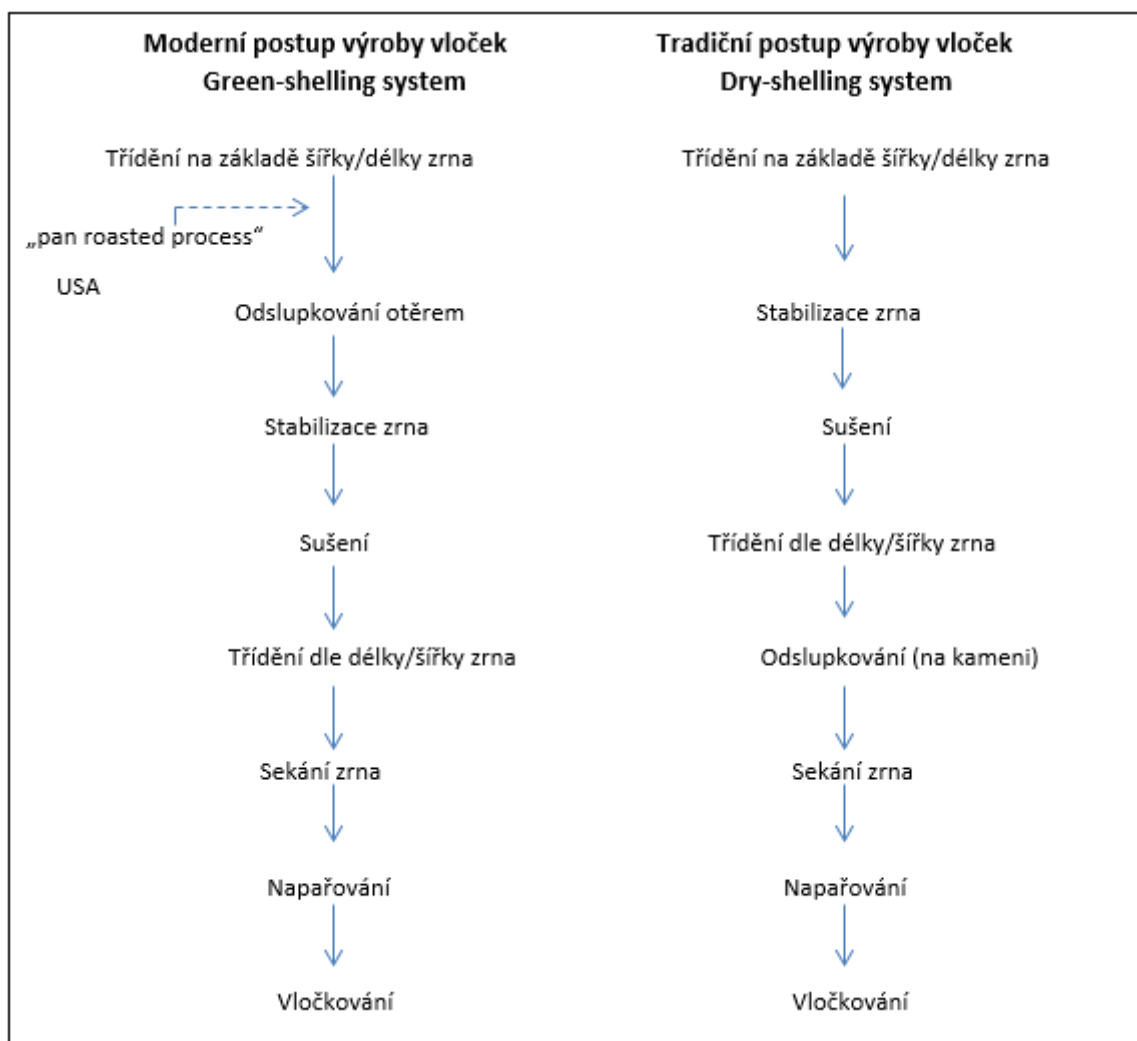 Moderní postup výroby vloček
Green-shelling system
Třídění na základě šířky/délky zrna
„pan roasted process“
USA
Odslupkování otěrem
Stabilizace zrna
Sušení
Třídění dle délky/šířky zrna
Sekání zrna
Napařování
Vločkování
Tradiční postup výroby vloček
Dry-shelling system
Třídění na základě šířky/délky zrna
Stabilizace zrna
Sušení
Třídění dle délky/šířky zrna
Odslupkování (na kameni)
Sekání zrna
Napařování
Vločkování